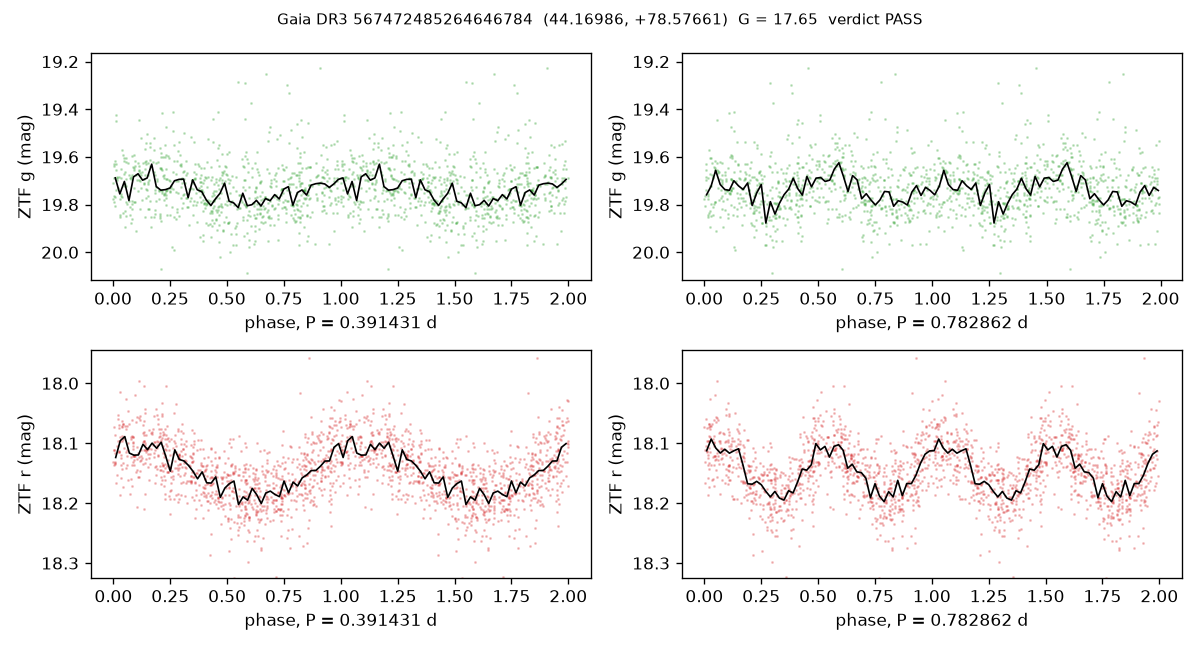 Gaia DR3 567472485264646784  (44.16986, +78.57661)  G = 17.65  verdict PASS
19.2
19.4
19.6
19.8
20.0
ZTF g (mag)
0.00 0.25 0.50 0.75 1.00 1.25 1.50 1.75 2.00
phase, P = 0.391431 d
19.2
19.4
19.6
19.8
20.0
ZTF g (mag)
0.00 0.25 0.50 0.75 1.00 1.25 1.50 1.75 2.00
phase, P = 0.782862 d
18.0
18.1
18.2
18.3
ZTF r (mag)
0.00 0.25 0.50 0.75 1.00 1.25 1.50 1.75 2.00
phase, P = 0.391431 d
18.0
18.1
18.2
18.3
ZTF r (mag)
0.00 0.25 0.50 0.75 1.00 1.25 1.50 1.75 2.00
phase, P = 0.782862 d